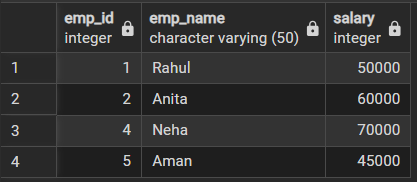 emp_id emp_name salary
integer character varying (50) integer
1 1 Rahul 50000
2 2 Anita 60000
3 4 Neha 70000
4 5 Aman 45000